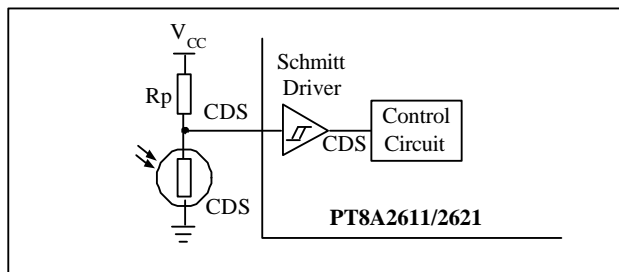 V_CC
Schmitt
Driver
Rp
CDS
CDS
Control
Circuit
CDS
PT8A2611/2621